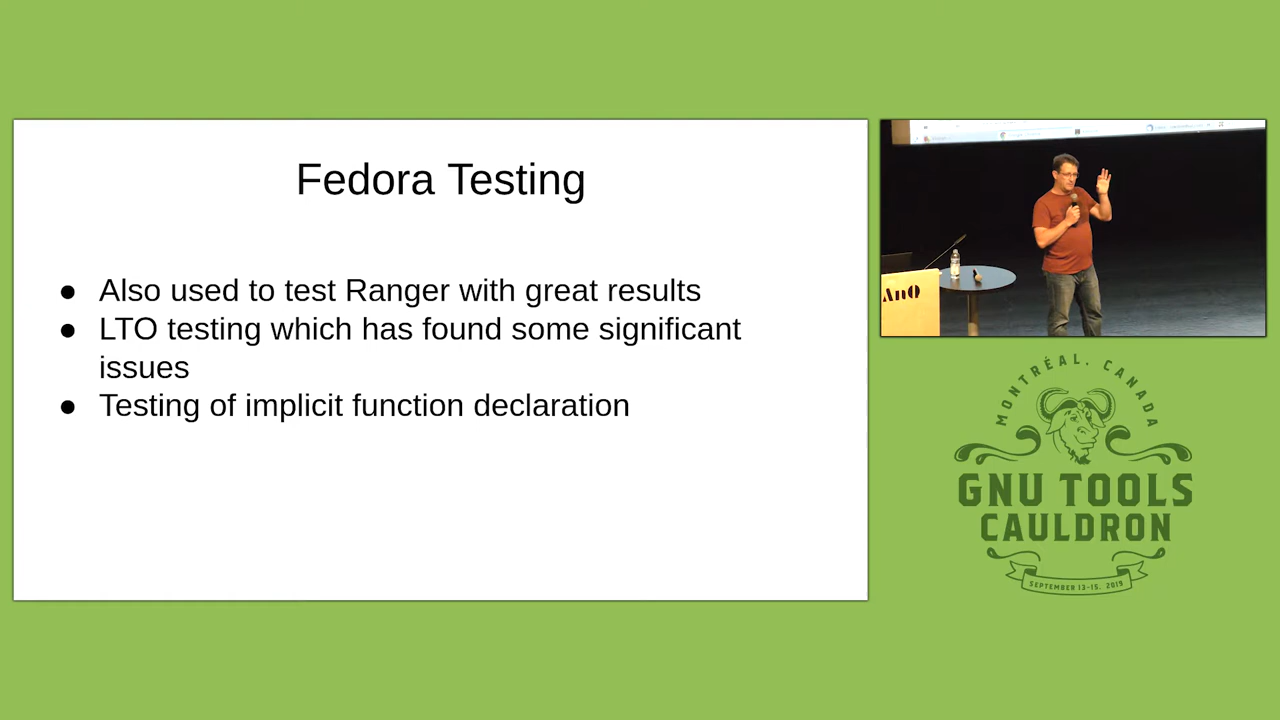 Fedora Testing
● Also used to test Ranger with great results
● LTO testing which has found some significant
issues
● Testing of implicit function declaration
AnQ
MONTRÉAL, CANADA
GNU TOOLS
CAULDRON
SEPTEMBER 13-15, 2019